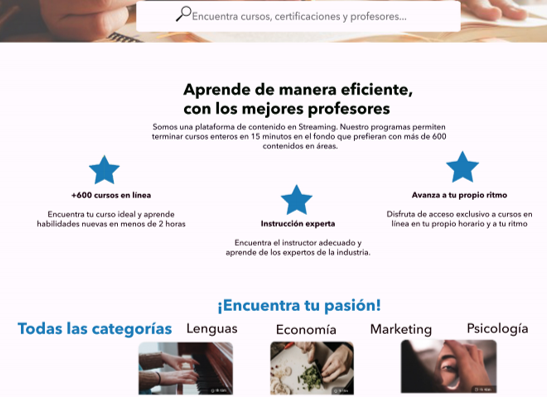 Encuentra cursos, certificaciones y profesores...
Aprende de manera eficiente,
con los mejores profesores
Somos una plataforma de contenido en Streaming. Nuestro programas permiten
terminar cursos enteros en 15 minutos en el fondo que prefieran con más de 600
contenidos en áreas.
+600 cursos en línea
Encuentra tu curso ideal y aprende
habilidades nuevas en menos de 2 horas
Instrucción experta
Encuentra el instructor adecuado y
aprende de los expertos de la industria.
Avanza a tu propio ritmo
Disfruta de acceso exclusivo a cursos en
línea en tu propio horario y a tu ritmo
¡Encuentra tu pasión!
Todas las categorías Lenguas Economía Marketing Psicología